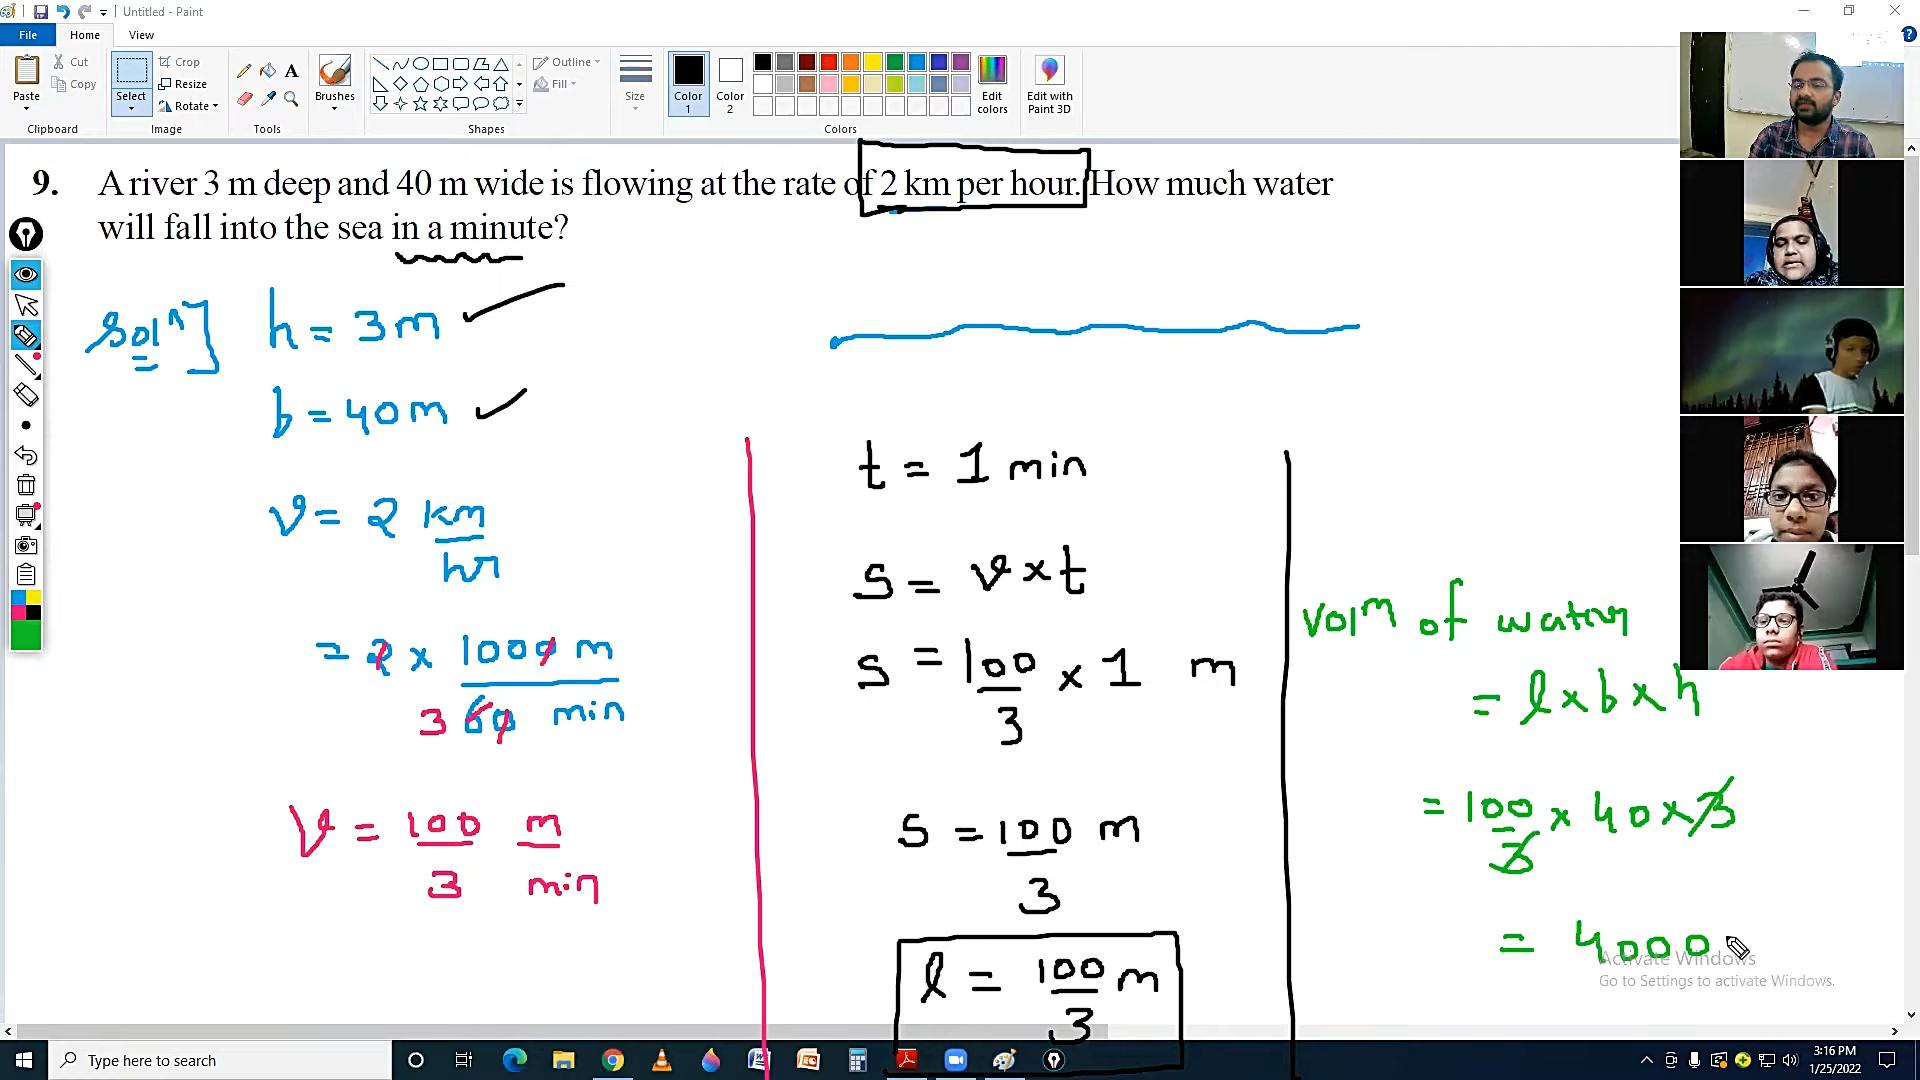 Untitled - Paint
File Home View
Paste
Cut
Copy
Clipboard
Select
Crop
Resize
Rotate
Image
Tools
Brushes
Shapes
Outline
Fill
Size
Color 1
Color 2
Colors
Edit colors
Edit with Paint 3D
9. A river 3 m deep and 40 m wide is flowing at the rate of 2 km per hour. How much water
will fall into the sea in a minute?
Solⁿ]
h = 3m
b = 40m
v = 2 km/hr
= 2 x 1000 m / 60 min
3
V = 100/3 m/min
t = 1 min
s = v x t
s = 100/3 x 1 m
s = 100/3 m
l = 100/3 m
volᵐ of water
= l x b x h
= 100/3 x 40 x 3
= 4000
Activate Windows
Go to Settings to activate Windows.
Type here to search
3:16 PM
1/25/2022